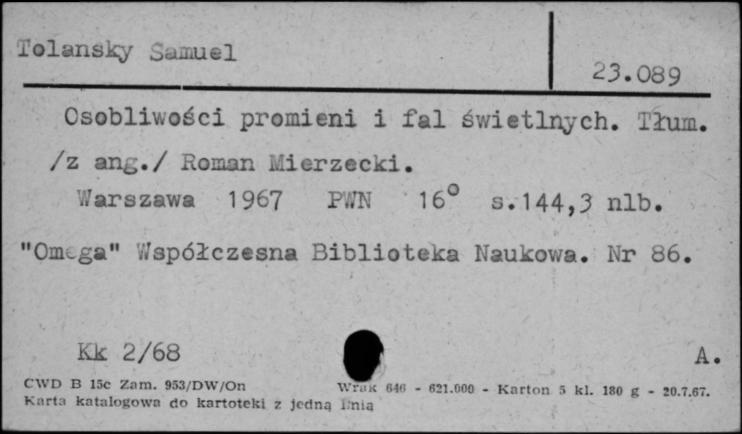 Tolansky Samuel
23.089
Osobliwości promieni i fal świetlnych. Tłum.
/z ang./ Roman Mierzecki.
Warszawa 1967 PWN 16° s.144,3 nlb.
"Omega" Współczesna Biblioteka Naukowa. Nr 86.
Kk 2/68
A.
CWD B 15c Zam. 953/DW/On Wrak 646 - 621.000 - Karton 5 kl. 180 g - 20.7.67.
Karta katalogowa do kartoteki z jedną linią